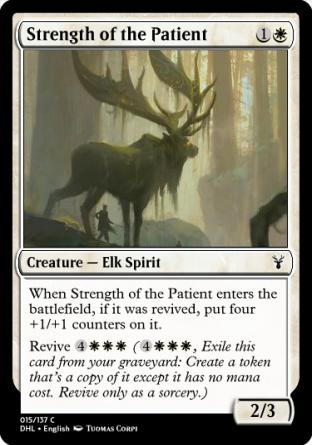 Strength of the Patient 1
Creature — Elk Spirit
When Strength of the Patient enters the
battlefield, if it was revived, put four
+1/+1 counters on it.
Revive 4 ( 4 , Exile this
card from your graveyard: Create a token
that's a copy of it except it has no mana
cost. Revive only as a sorcery.)
2/3
015/137 C
DHL • English Tuomas Corpi